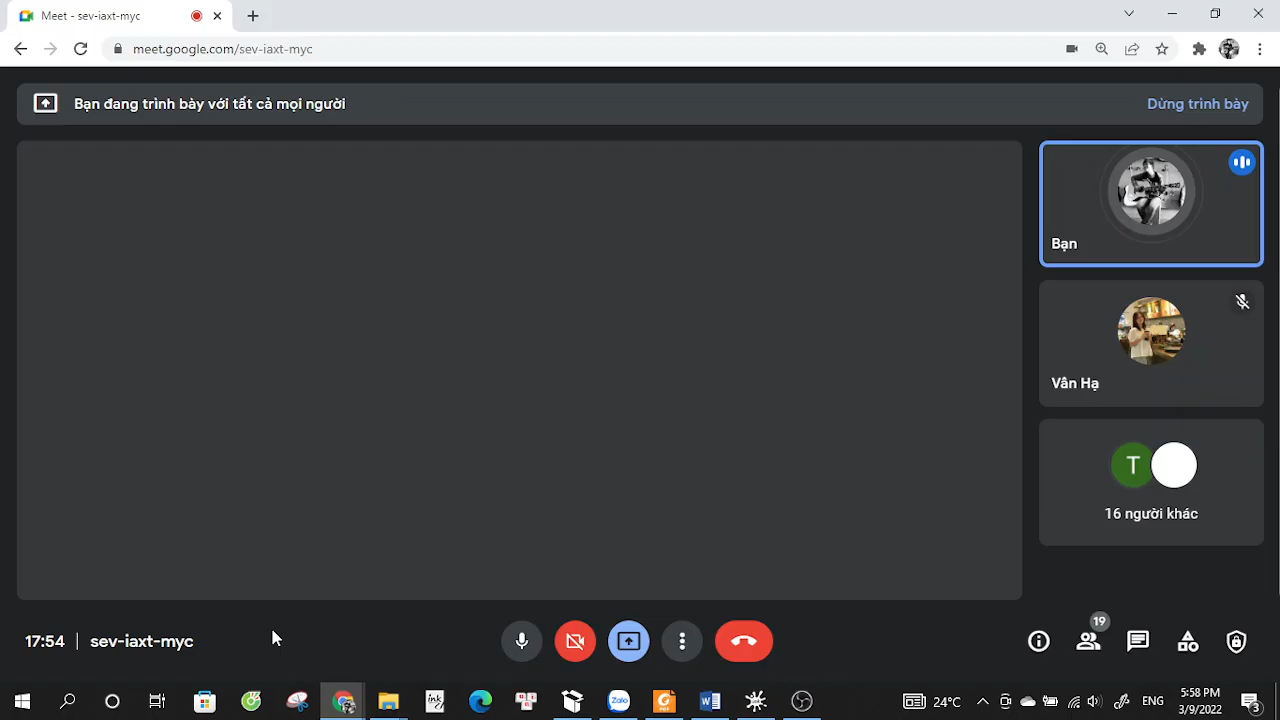 Meet - sev-iaxt-myc
meet.google.com/sev-iaxt-myc
Bạn đang trình bày với tất cả mọi người
Dừng trình bày
Bạn
Vân Hạ
T
16 người khác
17:54 | sev-iaxt-myc
19
Zalo
24°C
ENG
5:58 PM
3/9/2022
3